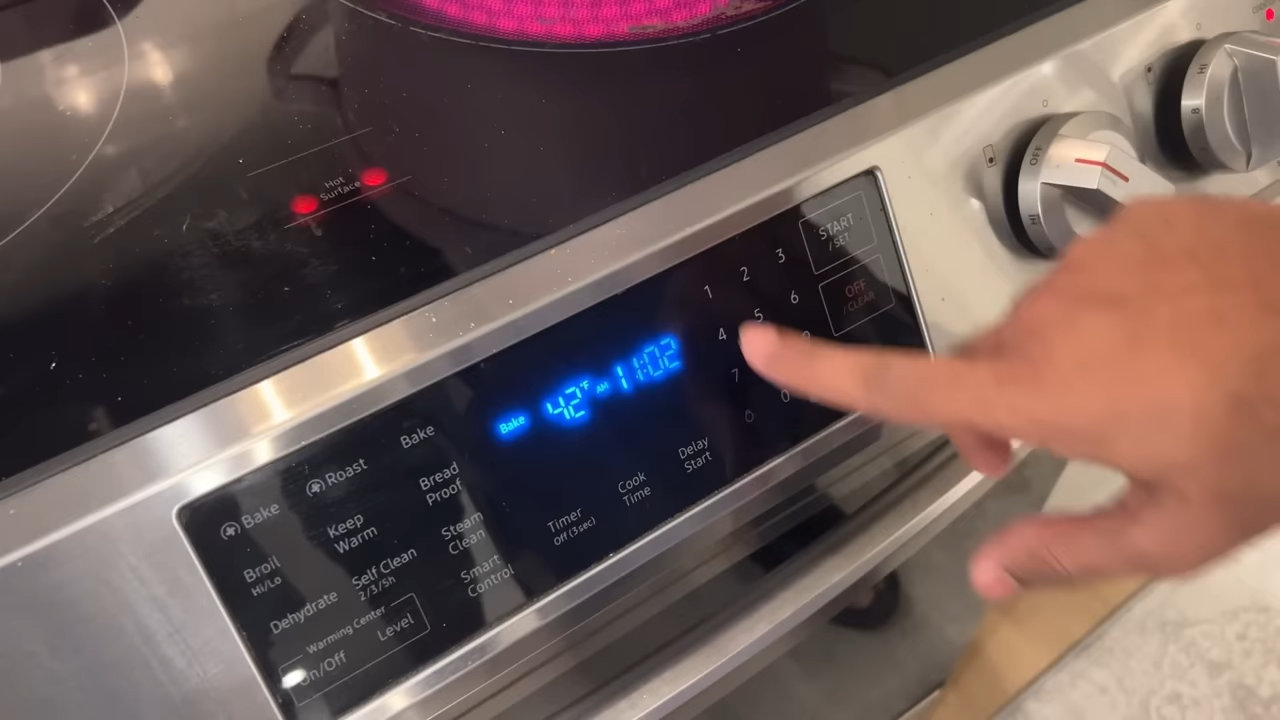 Hot
Surface
START
/SET
OFF
/CLEAR
1 2 3
4 5 6
7
0
Bake 42°F AM 11:02
Bake
Roast
Bake
Broil
Hi/Lo
Keep
Warm
Bread
Proof
Dehydrate
Self Clean
2/3/5h
Steam
Clean
Warming Center
On/Off
Level
Smart
Control
Timer
Off (3sec)
Cook
Time
Delay
Start
OFF
HI
HI
8